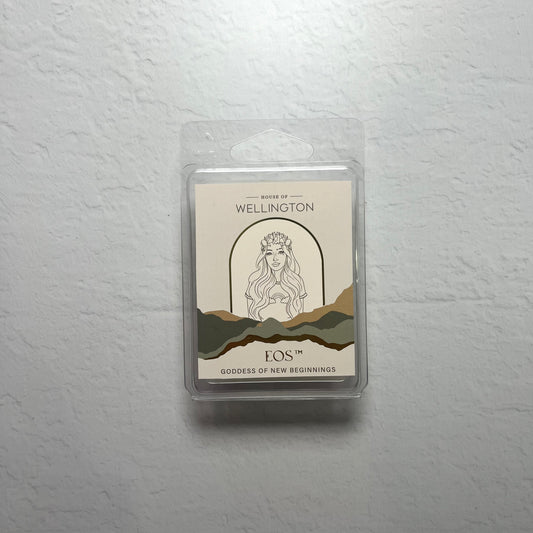 HOUSE OF
WELLINGTON
EOS™
GODDESS OF NEW BEGINNINGS